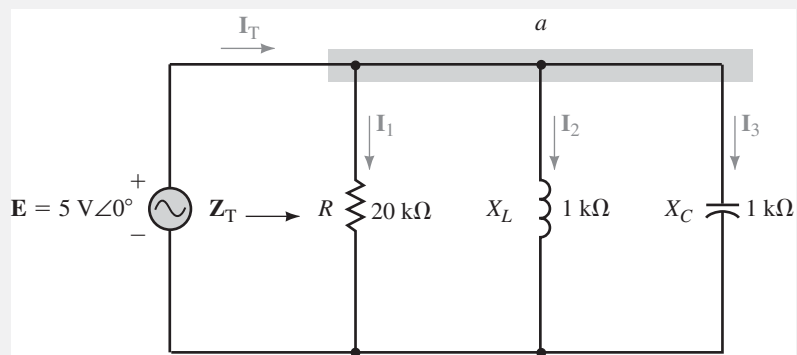 I_T
a
I_1
I_2
I_3
+
E = 5 V∠0°
−
Z_T
R
20 kΩ
X_L
1 kΩ
X_C
1 kΩ